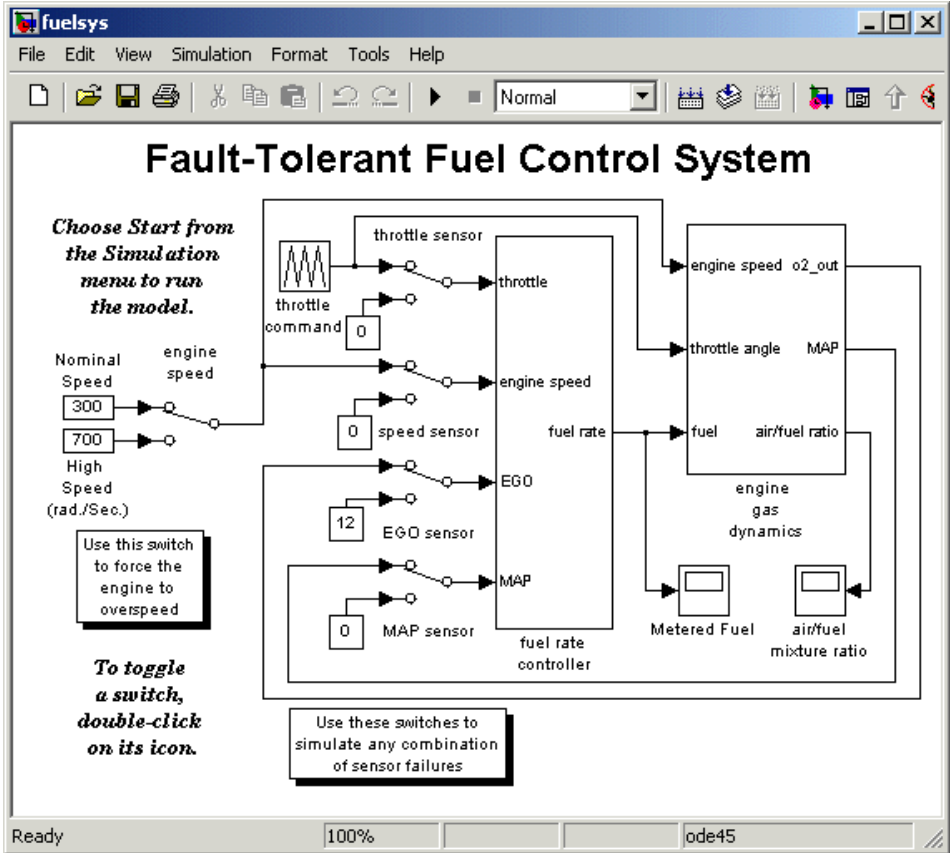 fuelsys
File Edit View Simulation Format Tools Help
Normal
Fault-Tolerant Fuel Control System
Choose Start from
the Simulation
menu to run
the model.
throttle
command
throttle sensor
0
Nominal
Speed
300
700
High
Speed
(rad./Sec.)
engine
speed
0
speed sensor
12
EGO sensor
0
MAP sensor
throttle
engine speed
fuel rate
EGO
MAP
fuel rate
controller
engine speed o2_out
throttle angle MAP
fuel air/fuel ratio
engine
gas
dynamics
Metered Fuel
air/fuel
mixture ratio
Use this switch
to force the
engine to
overspeed
To toggle
a switch,
double-click
on its icon.
Use these switches to
simulate any combination
of sensor failures
Ready 100% ode45